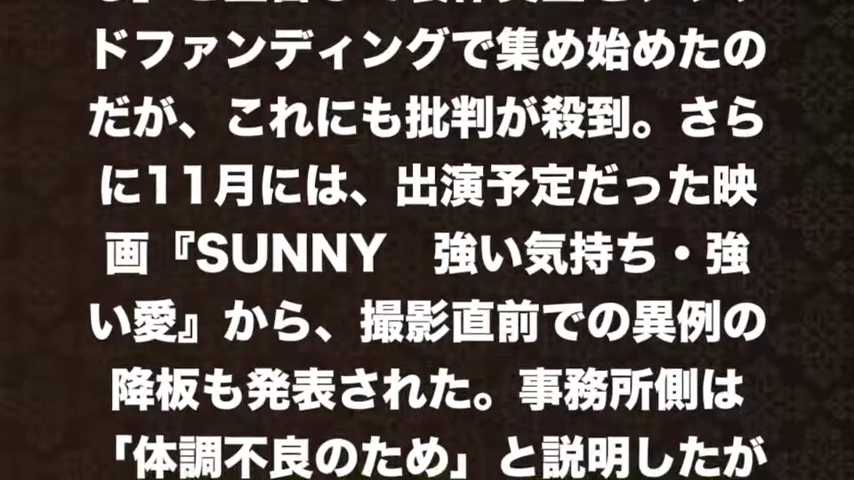 ドファンディングで集め始めたの
だが、これにも批判が殺到。さら
に11月には、出演予定だった映
画『SUNNY　強い気持ち・強
い愛』から、撮影直前での異例の
降板も発表された。事務所側は
「体調不良のため」と説明したが